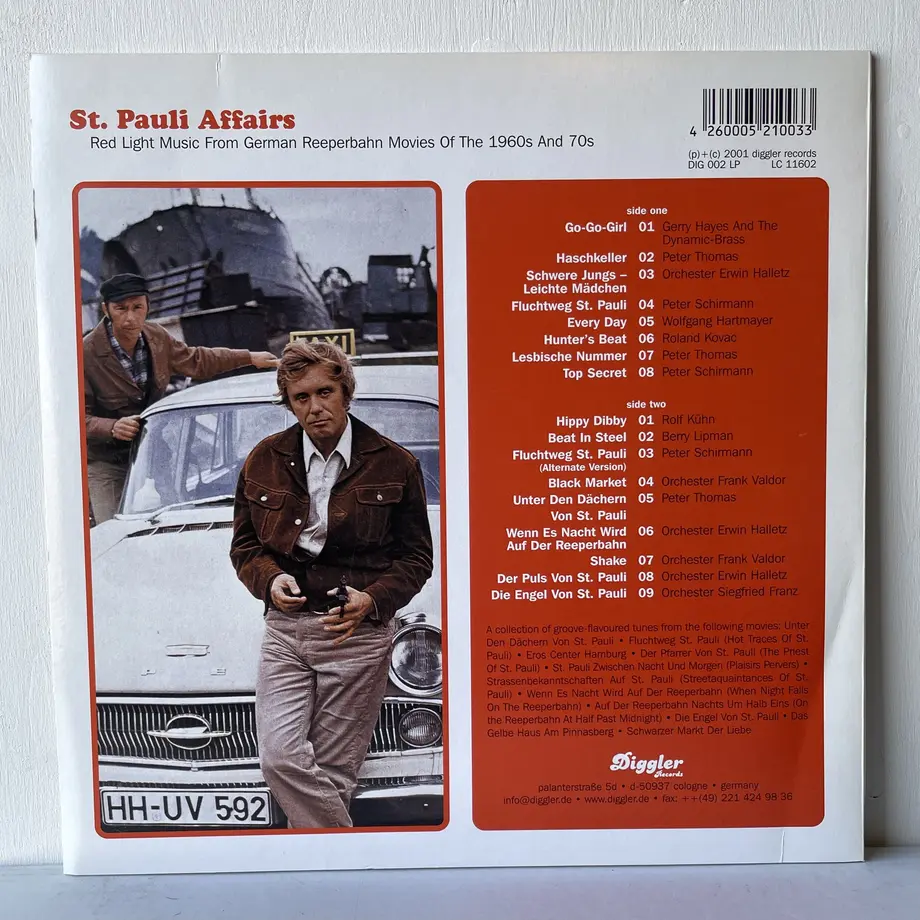 St. Pauli Affairs
Red Light Music From German Reeperbahn Movies Of The 1960s And 70s
4 260005 210033
(p)+(c) 2001 diggler records
DIG 002 LP LC 11602
TAXI
HH-UV 592
side one
Go-Go-Girl 01 Gerry Hayes And The
Dynamic-Brass
Haschkeller 02 Peter Thomas
Schwere Jungs – 03 Orchester Erwin Halletz
Leichte Mädchen
Fluchtweg St. Pauli 04 Peter Schirmann
Every Day 05 Wolfgang Hartmayer
Hunter's Beat 06 Roland Kovac
Lesbische Nummer 07 Peter Thomas
Top Secret 08 Peter Schirmann
side two
Hippy Dibby 01 Rolf Kühn
Beat In Steel 02 Berry Lipman
Fluchtweg St. Pauli 03 Peter Schirmann
(Alternate Version)
Black Market 04 Orchester Frank Valdor
Unter Den Dächern 05 Peter Thomas
Von St. Pauli
Wenn Es Nacht Wird 06 Orchester Erwin Halletz
Auf Der Reeperbahn
Shake 07 Orchester Frank Valdor
Der Puls Von St. Pauli 08 Orchester Erwin Halletz
Die Engel Von St. Pauli 09 Orchester Siegfried Franz
A collection of groove-flavoured tunes from the following movies: Unter
Den Dächern Von St. Pauli • Fluchtweg St. Pauli (Hot Traces Of St.
Pauli) • Eros Center Hamburg • Der Pfarrer Von St. Pauli (The Priest
Of St. Pauli) • St. Pauli Zwischen Nacht Und Morgen (Plaisirs Pervers) •
Strassenbekanntschaften Auf St. Pauli (Streetaquaintances Of St.
Pauli) • Wenn Es Nacht Wird Auf Der Reeperbahn (When Night Falls
On The Reeperbahn) • Auf Der Reeperbahn Nachts Um Halb Eins (On
the Reeperbahn At Half Past Midnight) • Die Engel Von St. Pauli • Das
Gelbe Haus Am Pinnasberg • Schwarzer Markt Der Liebe
Diggler
Records
palanterstraße 5d • d-50937 cologne • germany
info@diggler.de • www.diggler.de • fax: ++(49) 221 424 98 36